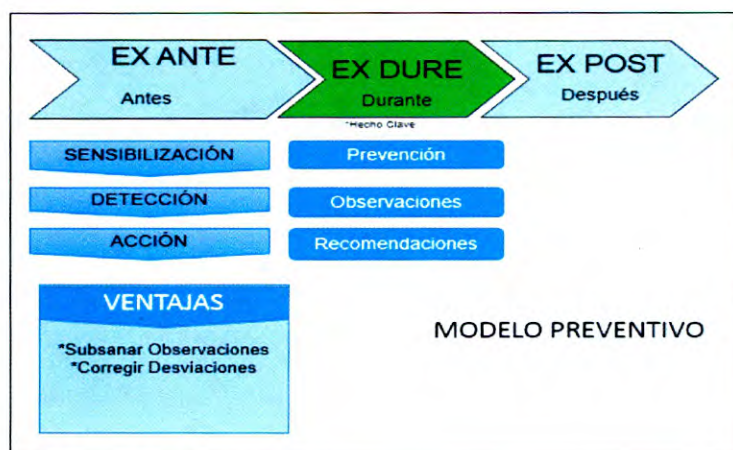 EX ANTE
Antes
EX DURE
Durante
*Hecho Clave
EX POST
Después
SENSIBILIZACIÓN
DETECCIÓN
ACCIÓN
Prevención
Observaciones
Recomendaciones
VENTAJAS
*Subsanar Observaciones
*Corregir Desviaciones
MODELO PREVENTIVO